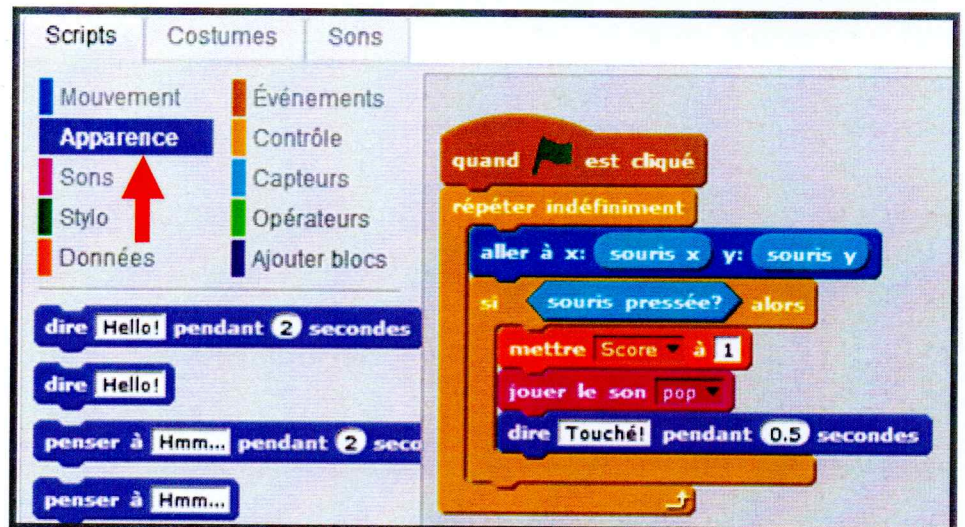 Scripts Costumes Sons
Mouvement Événements
Apparence Contrôle
Sons Capteurs
Stylo Opérateurs
Données Ajouter blocs
dire Hello! pendant 2 secondes
dire Hello!
penser à Hmm... pendant 2 seco
penser à Hmm...
quand est cliqué
répéter indéfiniment
aller à x: souris x y: souris y
si souris pressée? alors
mettre Score à 1
jouer le son pop
dire Touché! pendant 0.5 secondes